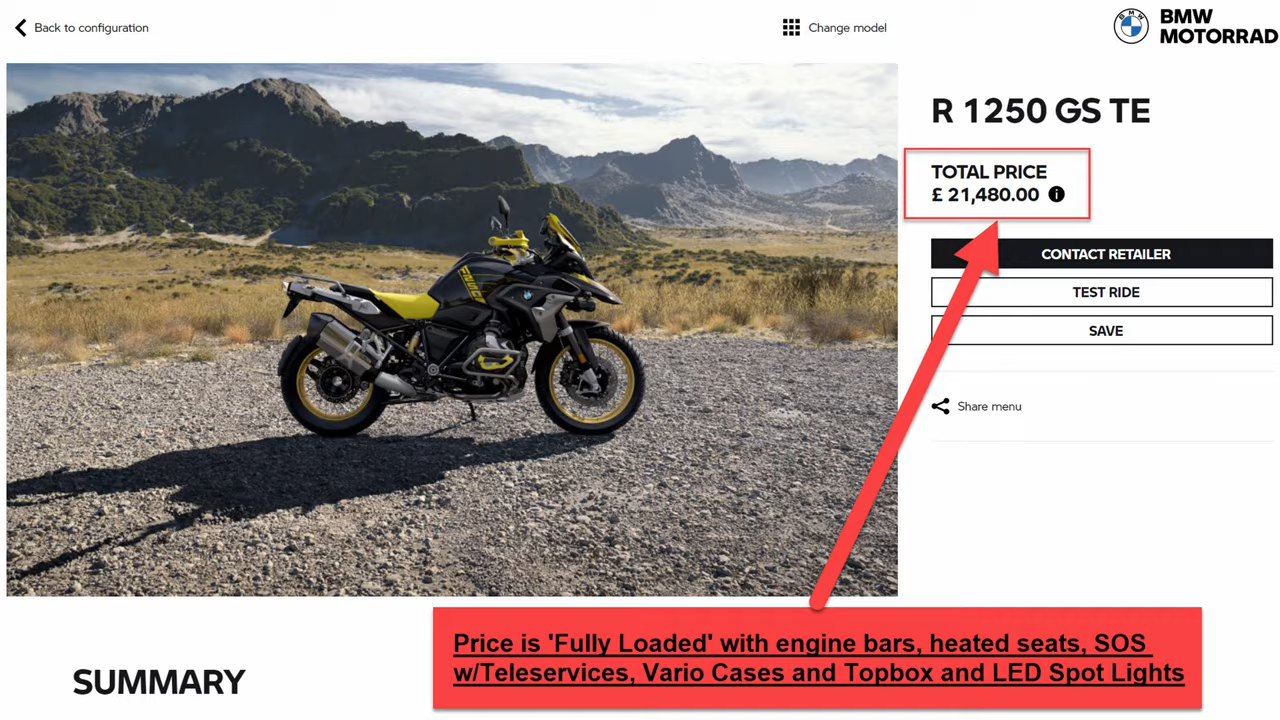 Back to configuration
Change model
BMW
MOTORRAD
R 1250 GS TE
TOTAL PRICE
£ 21,480.00
CONTACT RETAILER
TEST RIDE
SAVE
Share menu
Price is 'Fully Loaded' with engine bars, heated seats, SOS
w/Teleservices, Vario Cases and Topbox and LED Spot Lights
SUMMARY